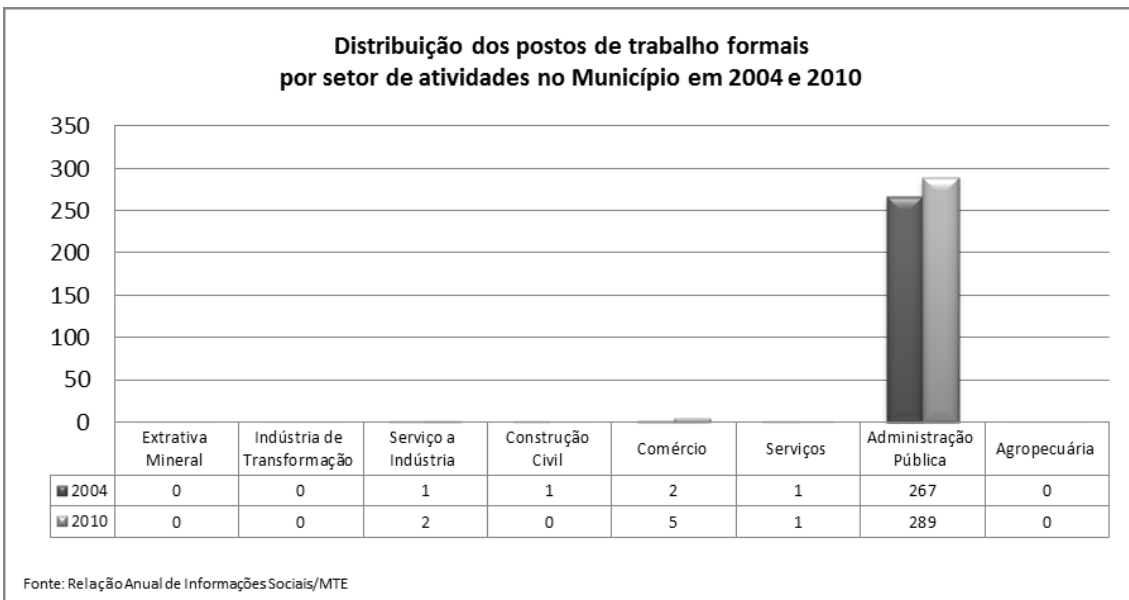 Distribuição dos postos de trabalho formais
por setor de atividades no Município em 2004 e 2010
350
300
250
200
150
100
50
0
Extrativa Mineral Indústria de Transformação Serviço a Indústria Construção Civil Comércio Serviços Administração Pública Agropecuária
2004 0 0 1 1 2 1 267 0
2010 0 0 2 0 5 1 289 0
Fonte: Relação Anual de Informações Sociais/MTE